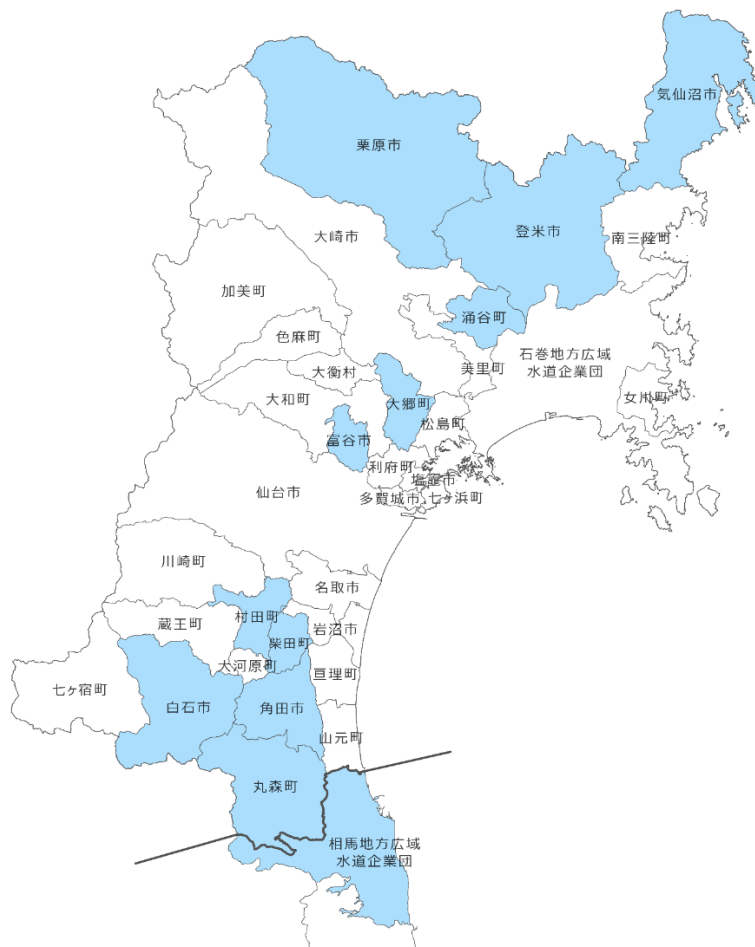 気仙沼市
栗原市
登米市
大崎市
南三陸町
加美町
涌谷町
色麻町
石巻地方広域
水道企業団
大衡村
美里町
大和町
大郷町
女川町
松島町
富谷市
利府町
塩竈市
仙台市
多賀城市
七ヶ浜町
川崎町
名取市
村田町
蔵王町
岩沼市
柴田町
大河原町
亘理町
七ヶ宿町
白石市
角田市
山元町
丸森町
相馬地方広域
水道企業団